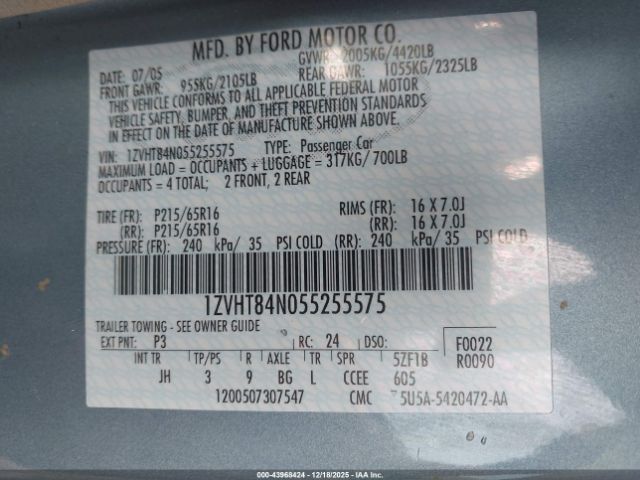 MFD. BY FORD MOTOR CO.
DATE: 07/05 GVWR: 2005KG/4420LB
FRONT GAWR: 955KG/2105LB REAR GAWR: 1055KG/2325LB
THIS VEHICLE CONFORMS TO ALL APPLICABLE FEDERAL MOTOR
VEHICLE SAFETY, BUMPER, AND THEFT PREVENTION STANDARDS
IN EFFECT ON THE DATE OF MANUFACTURE SHOWN ABOVE.
VIN: 1ZVHT84N055255575 TYPE: Passenger Car
MAXIMUM LOAD = OCCUPANTS + LUGGAGE = 317KG/700LB
OCCUPANTS = 4 TOTAL; 2 FRONT, 2 REAR
TIRE (FR): P215/65R16 RIMS (FR): 16 X 7.0J
(RR): P215/65R16 (RR): 16 X 7.0J
PRESSURE (FR): 240 kPa/ 35 PSI COLD (RR): 240 kPa/ 35 PSI COLD
1ZVHT84N055255575
TRAILER TOWING - SEE OWNER GUIDE
EXT PNT: P3 RC: 24 DSO: F0022
INT TR TP/PS R AXLE TR SPR 5ZF1B R0090
JH 3 9 BG L CCEE 605
1200507307547 CMC 5U5A-5420472-AA
000-43968424 - 12/18/2025 - IAA Inc.